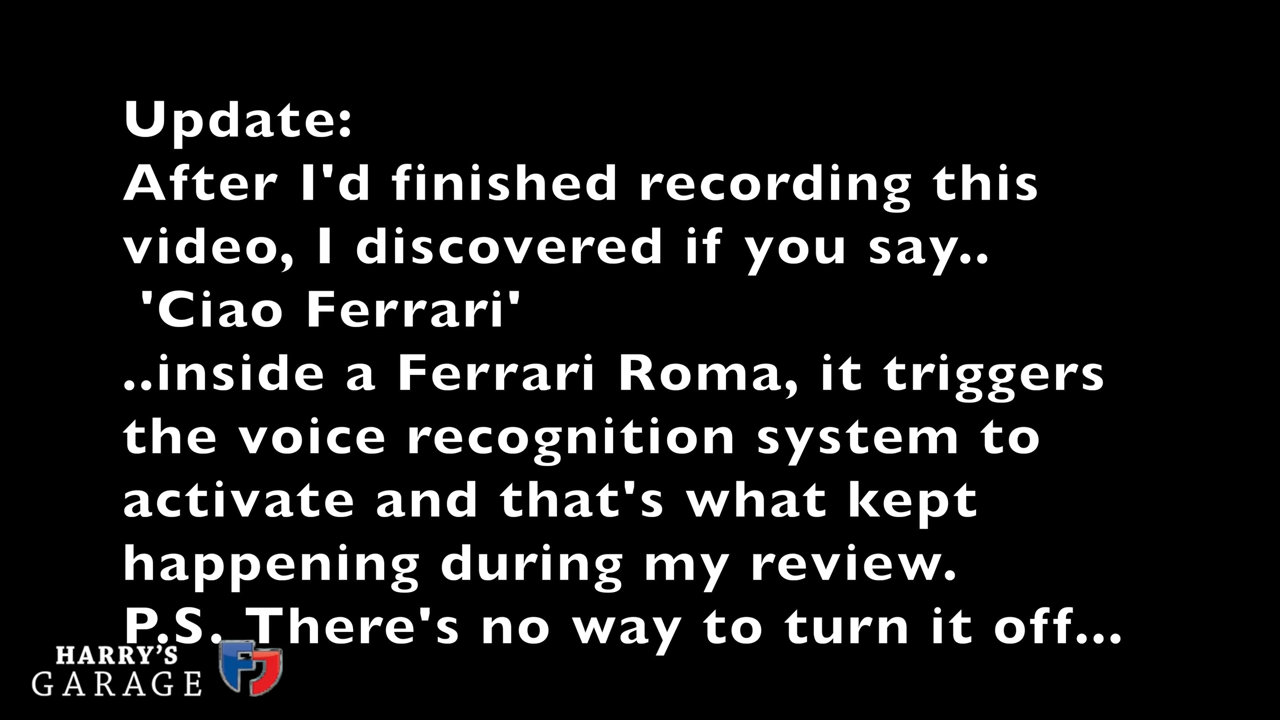 Update:
After I'd finished recording this
video, I discovered if you say..
'Ciao Ferrari'
..inside a Ferrari Roma, it triggers
the voice recognition system to
activate and that's what kept
happening during my review.
P.S. There's no way to turn it off...
HARRY'S
GARAGE